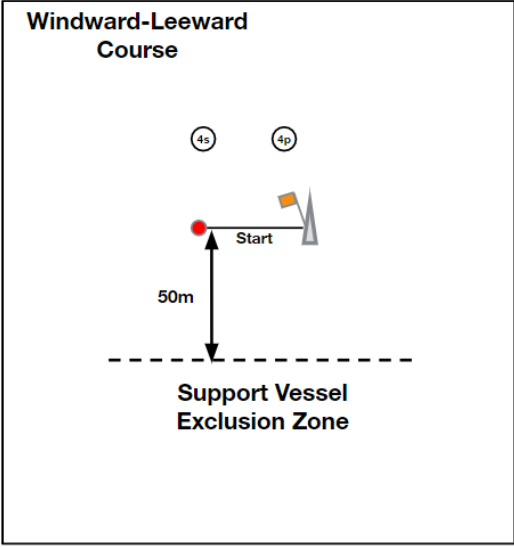 Windward-Leeward
Course
4s
4p
Start
50m
Support Vessel
Exclusion Zone